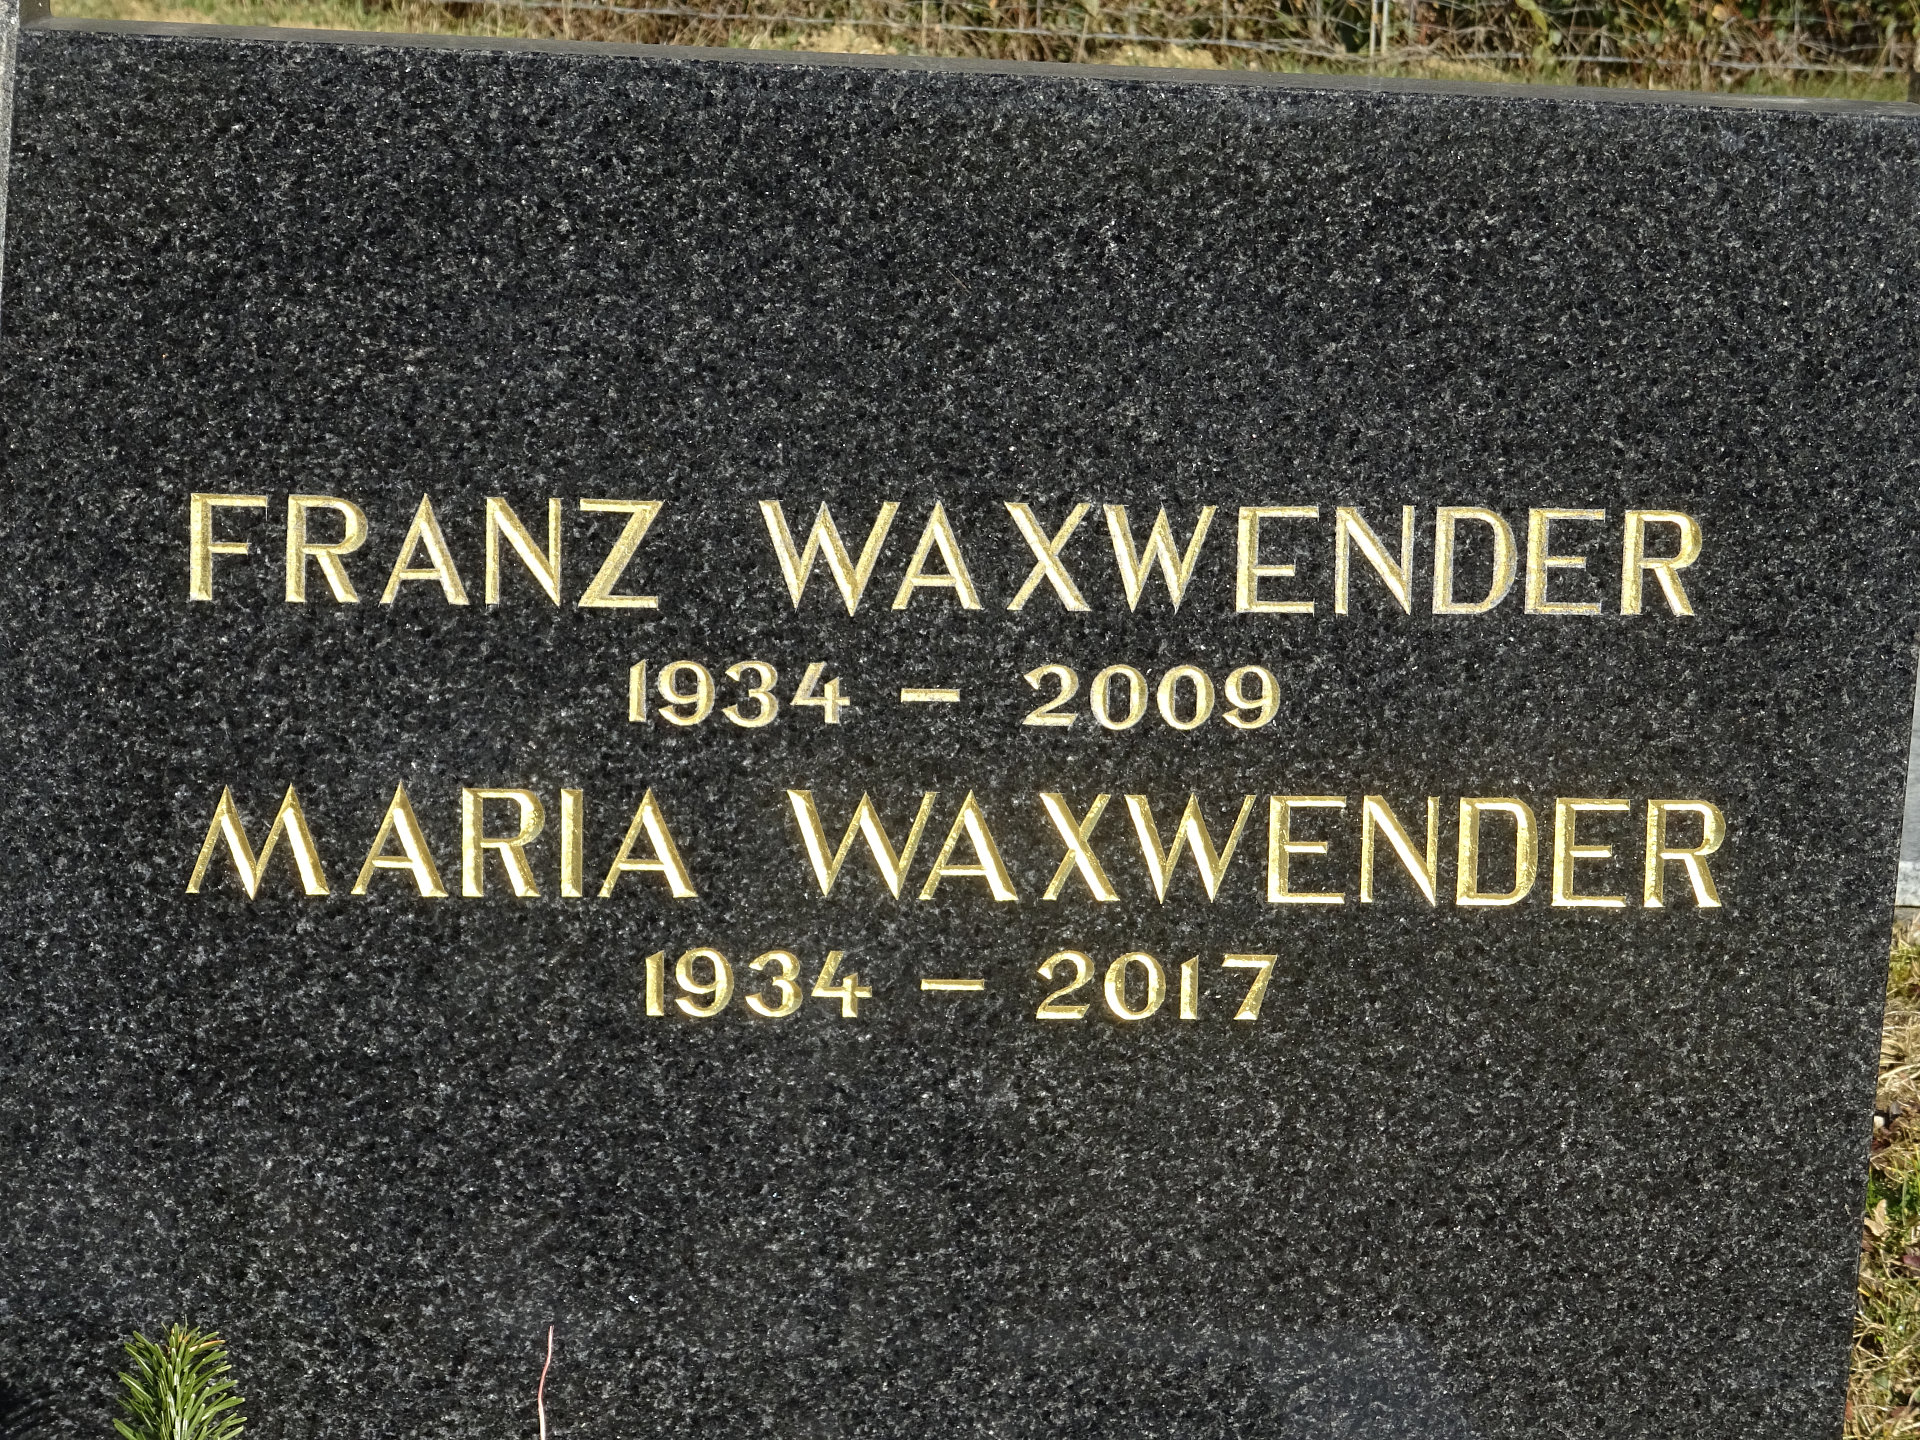 FRANZ WAXWENDER
1934 – 2009
MARIA WAXWENDER
1934 – 2017